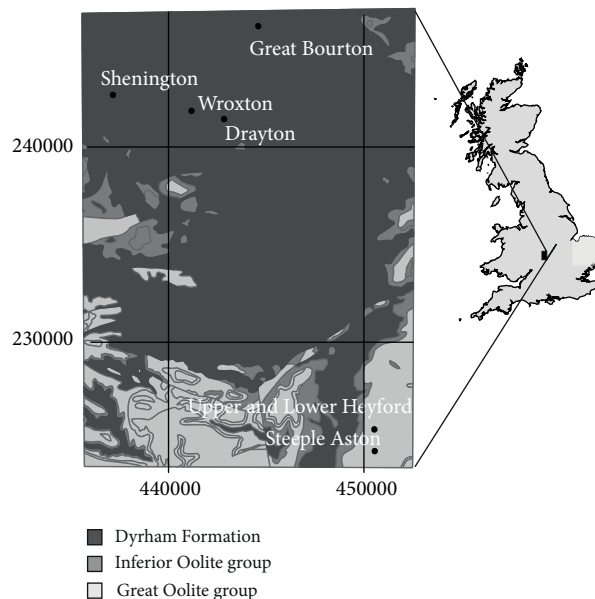 Great Bourton
Shenington
Wroxton
Drayton
240000
230000
Upper and Lower Heyford
Steeple Aston
440000 450000
Dyrham Formation
Inferior Oolite group
Great Oolite group